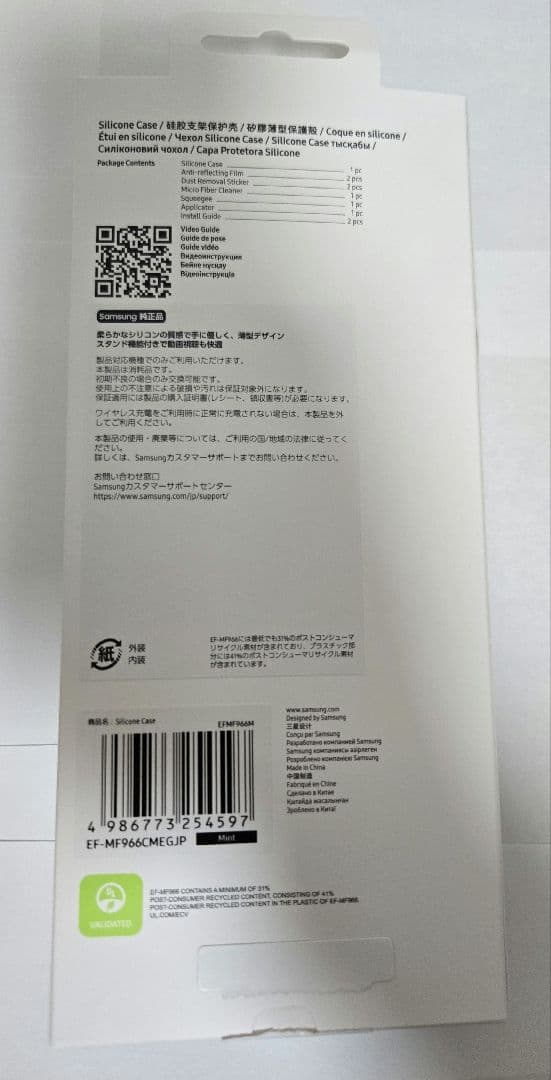 Silicone Case / 硅胶支架保护壳 / 矽膠薄型保護殼 / Coque en silicone /
Étui en silicone / Чехол Silicone Case / Silicone Case тысқабы /
Силіконовий чохол / Capa Protetora Silicone
Package Contents
Silicone Case 1 pc
Anti-reflecting Film 2 pcs
Dust Removal Sticker 2 pcs
Micro Fiber Cleaner 1 pc
Squeegee 1 pc
Applicator 1 pc
Install Guide 2 pcs
Video Guide
Guide de pose
Guide vidéo
Видеоинструкция
Бейне нұсқау
Відеоінструкція
Samsung 純正品
柔らかなシリコンの質感で手に優しく、薄型デザイン
スタンド機能付きで動画視聴も快適
製品対応機種でのみご利用いただけます。
本製品は消耗品です。
初期不良の場合のみ交換可能です。
使用上の不注意による破損や汚れは保証対象外になります。
保証適用には製品の購入証明書(レシート、領収書等)が必要になります。
ワイヤレス充電をご利用時に正常に充電されない場合は、本製品を外
してご利用ください。
本製品の使用・廃棄等については、ご利用の国/地域の法律に従ってく
ださい。
詳しくは、Samsungカスタマーサポートまでお問い合わせください。
お問い合わせ窓口
Samsungカスタマーサポートセンター
https://www.samsung.com/jp/support/
紙
外装
内装
EF-MF966には最低でも31%のポストコンシューマ
リサイクル素材が含まれており、プラスチック部
分には41%のポストコンシューマリサイクル素材
が含まれています。
商品名: Silicone Case EFMF966M
4 986773 254597
EF-MF966CMEGJP Mint
www.samsung.com
Designed by Samsung
三星设计
Conçu par Samsung
Разработано компанией Samsung
Samsung компаниясы әзірлеген
Розроблено компанією Samsung
Made in China
中国制造
Fabriqué en Chine
Сделано в Китае
Қытайда жасалынған
Зроблено в Китаї
UL
VALIDATED
EF-MF966 CONTAINS A MINIMUM OF 31%
POST-CONSUMER RECYCLED CONTENT, CONSISTING OF 41%
POST-CONSUMER RECYCLED CONTENT IN THE PLASTIC OF EF-MF966.
UL.COM/ECV